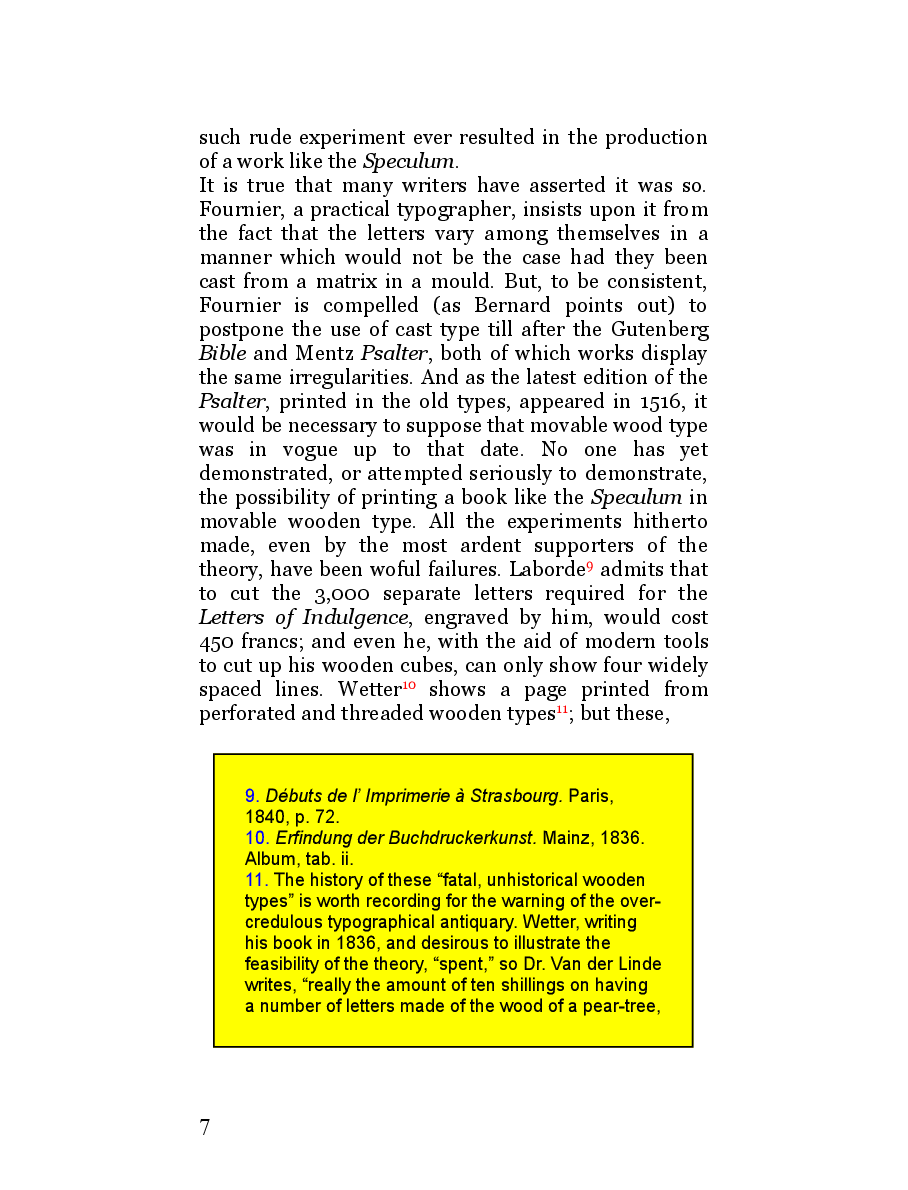 such rude experiment ever resulted in the production
of a work like the Speculum.
It is true that many writers have asserted it was so.
Fournier, a practical typographer, insists upon it from
the fact that the letters vary among themselves in a
manner which would not be the case had they been
cast from a matrix in a mould. But, to be consistent,
Fournier is compelled (as Bernard points out) to
postpone the use of cast type till after the Gutenberg
Bible and Mentz Psalter, both of which works display
the same irregularities. And as the latest edition of the
Psalter, printed in the old types, appeared in 1516, it
would be necessary to suppose that movable wood type
was in vogue up to that date. No one has yet
demonstrated, or attempted seriously to demonstrate,
the possibility of printing a book like the Speculum in
movable wooden type. All the experiments hitherto
made, even by the most ardent supporters of the
theory, have been woful failures. Laborde9 admits that
to cut the 3,000 separate letters required for the
Letters of Indulgence, engraved by him, would cost
450 francs; and even he, with the aid of modern tools
to cut up his wooden cubes, can only show four widely
spaced lines. Wetter10 shows a page printed from
perforated and threaded wooden types11; but these,
9. Débuts de l’ Imprimerie à Strasbourg. Paris,
1840, p. 72.
10. Erfindung der Buchdruckerkunst. Mainz, 1836.
Album, tab. ii.
11. The history of these “fatal, unhistorical wooden
types” is worth recording for the warning of the over-
credulous typographical antiquary. Wetter, writing
his book in 1836, and desirous to illustrate the
feasibility of the theory, “spent,” so Dr. Van der Linde
writes, “really the amount of ten shillings on having
a number of letters made of the wood of a pear-tree,
7